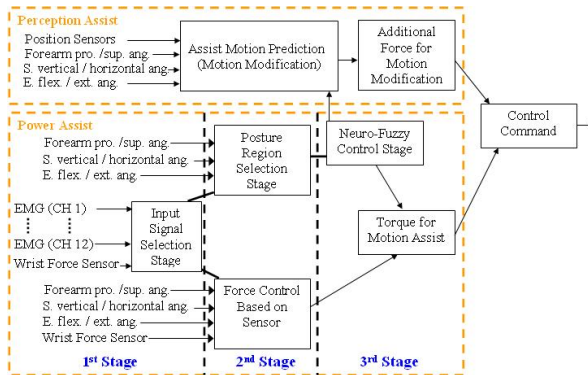 Perception Assist
Position Sensors
Forearm pro. /sup. ang.
S. vertical / horizontal ang.
E. flex. / ext. ang.
Assist Motion Prediction
(Motion Modification)
Additional
Force for
Motion
Modification
Control
Command
Power Assist
Forearm pro. /sup. ang.
S. vertical / horizontal ang.
E. flex. / ext. ang.
Posture
Region
Selection
Stage
Neuro-Fuzzy
Control Stage
EMG (CH 1)
EMG (CH 12)
Wrist Force Sensor
Input
Signal
Selection
Stage
Torque for
Motion Assist
Forearm pro. /sup. ang.
S. vertical / horizontal ang.
E. flex. / ext. ang.
Wrist Force Sensor
Force Control
Based on
Sensor
1st Stage
2nd Stage
3rd Stage